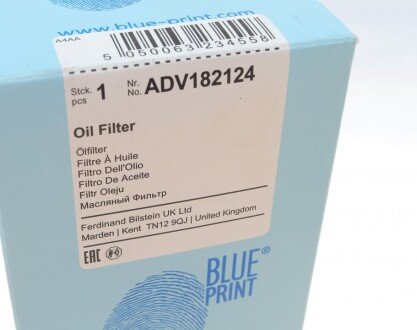 www.blue-print.com
A4AA
5 050063 234558
Stck. pcs 1 Nr. No. ADV182124
Oil Filter
Ölfilter
Filtre À Huile
Filtro Dell'Olio
Filtro De Aceite
Filtr Oleju
Масляный Фильтр
Ferdinand Bilstein UK Ltd
Marden | Kent TN12 9QJ | United Kingdom
EAC
BLUE®
PRINT